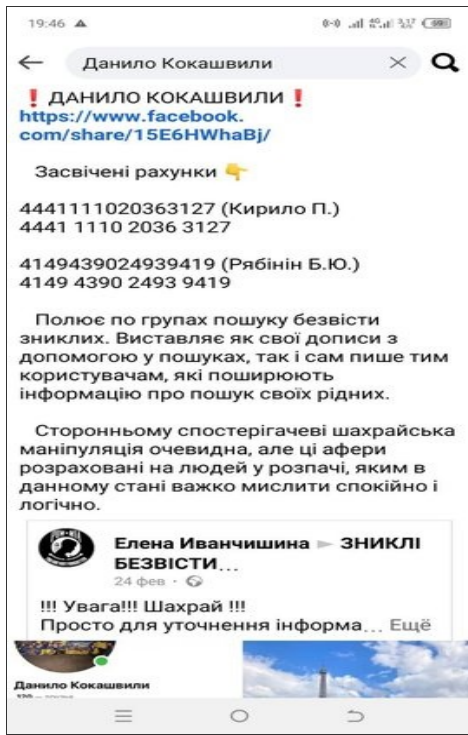 19:46
Данило Кокашвили
❗ ДАНИЛО КОКАШВИЛИ ❗
https://www.facebook.
com/share/15E6HWhaBj/
Засвічені рахунки 👇
4441111020363127 (Кирило П.)
4441 1110 2036 3127
4149439024939419 (Рябінін Б.Ю.)
4149 4390 2493 9419
Полює по групах пошуку безвісти
зниклих. Виставляє як свої дописи з
допомогою у пошуках, так і сам пише тим
користувачам, які поширюють
інформацію про пошук своїх рідних.
Сторонньому спостерігачеві шахрайська
маніпуляція очевидна, але ці афери
розраховані на людей у розпачі, яким в
данному стані важко мислити спокійно і
логічно.
Елена Иванчишина ▸ ЗНИКЛІ
БЕЗВІСТИ...
24 фев ·
!!! Увага!!! Шахрай !!!
Просто для уточнення інформа... Ещё
Данило Кокашвили